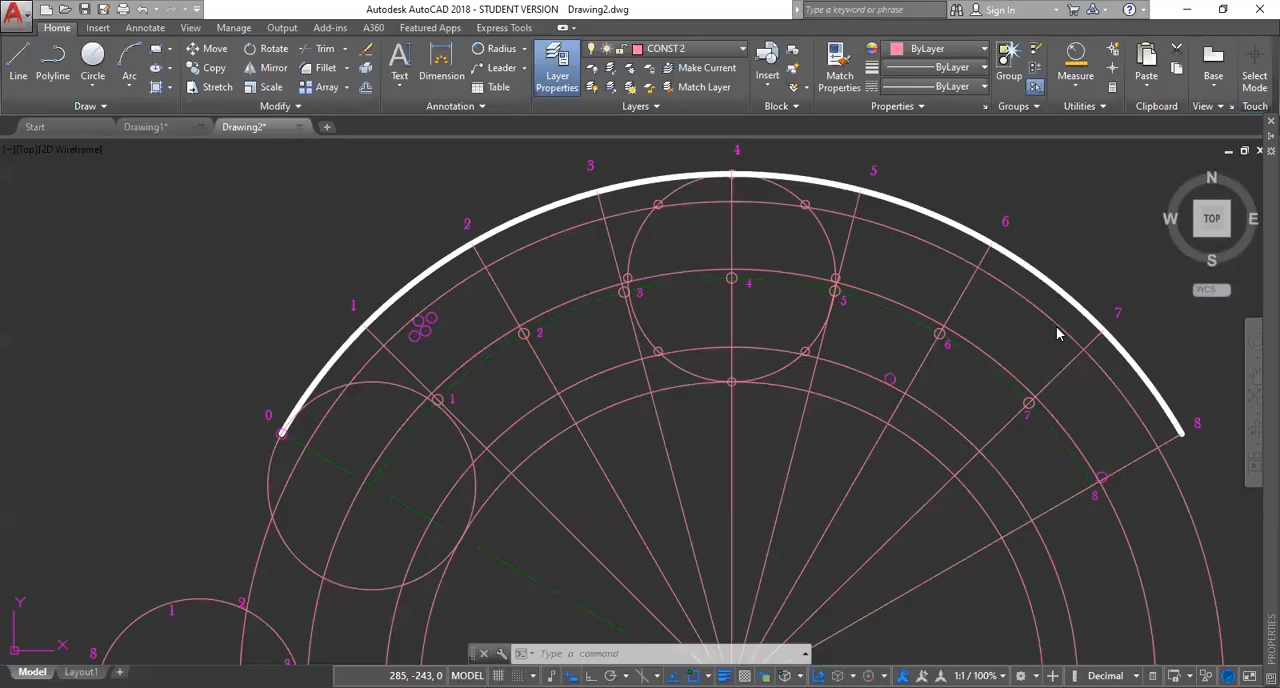 Autodesk AutoCAD 2018 - STUDENT VERSION Drawing2.dwg
Type a keyword or phrase
Sign In
Home Insert Annotate View Manage Output Add-ins A360 Featured Apps Express Tools
Line
Polyline
Circle
Arc
Move
Rotate
Trim
Copy
Mirror
Fillet
Stretch
Scale
Array
Text
Dimension
Radius
Leader
Table
Layer
Properties
CONST 2
Make Current
Match Layer
Insert
Match
Properties
ByLayer
ByLayer
ByLayer
Group
Measure
Paste
Base
Select
Mode
Draw
Modify
Annotation
Layers
Block
Properties
Groups
Utilities
Clipboard
View
Touch
Start
Drawing1*
Drawing2*
[−][Top][2D Wireframe]
N
W TOP E
S
WCS
0
1
2
3
4
5
6
7
8
1
2
3
4
5
6
7
8
1
2
8
Y
X
PROPERTIES
Type a command
Model Layout1
285, -243, 0 MODEL
1:1 / 100%
Decimal